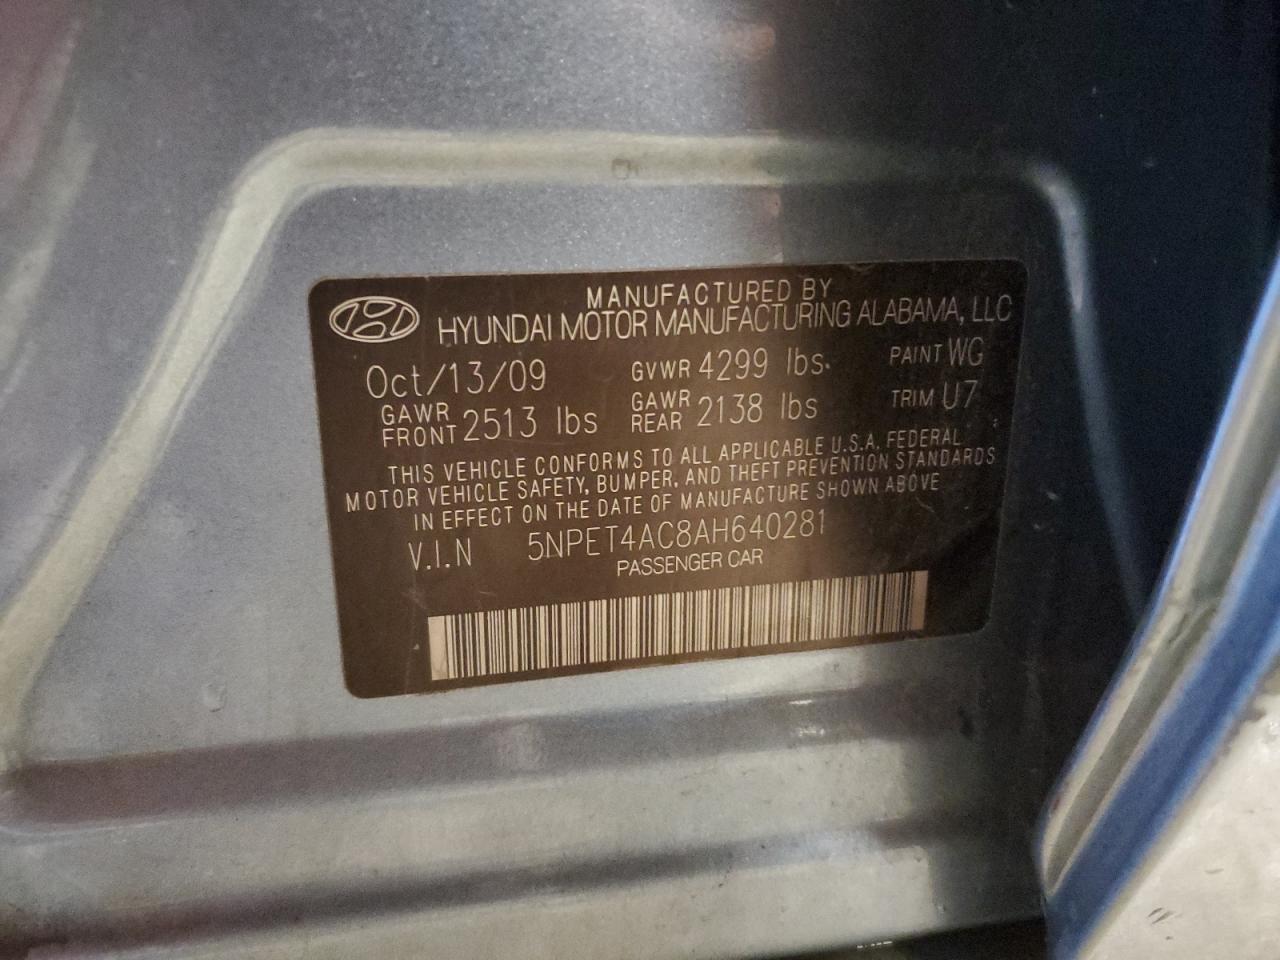 MANUFACTURED BY
HYUNDAI MOTOR MANUFACTURING ALABAMA, LLC
Oct/13/09 GVWR 4299 lbs. PAINT WG
GAWR FRONT 2513 lbs GAWR REAR 2138 lbs TRIM U7
THIS VEHICLE CONFORMS TO ALL APPLICABLE U.S.A. FEDERAL
MOTOR VEHICLE SAFETY, BUMPER, AND THEFT PREVENTION STANDARDS
IN EFFECT ON THE DATE OF MANUFACTURE SHOWN ABOVE
V.I.N 5NPET4AC8AH640281
PASSENGER CAR